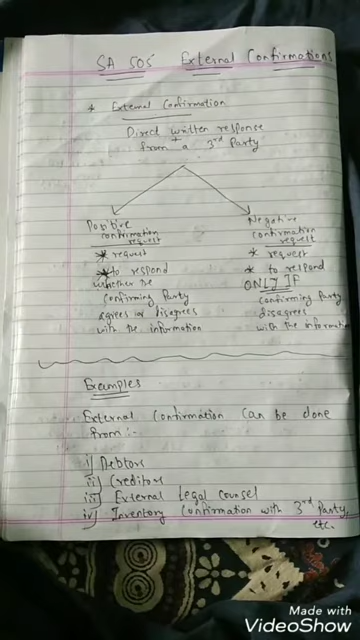 SA 505 External Confirmations
* External Confirmation
Direct written response
from + a 3rd Party
Positive
confirmation
request
* request
* to respond
whether the
confirming Party
agrees or disagrees
with the information
Negative
confirmation
request
* request
* to respond
ONLY IF
confirming Party
disagrees
with the information
Examples
External Confirmation can be done
from:-
i) Debtors
ii) Creditors
iii) External Legal Counsel
iv) Inventory Confirmation with 3rd Party,
etc.
Made with
VideoShow